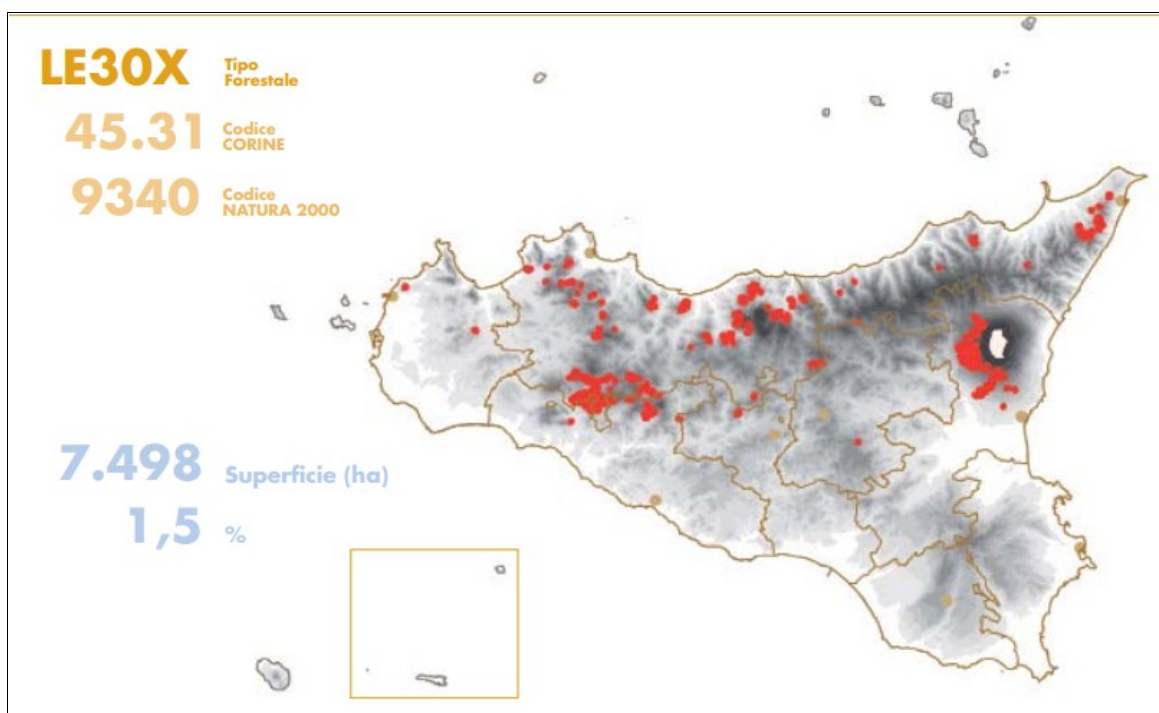 LE30X Tipo
Forestale
45.31 Codice
CORINE
9340 Codice
NATURA 2000
7.498 Superficie (ha)
1,5 %